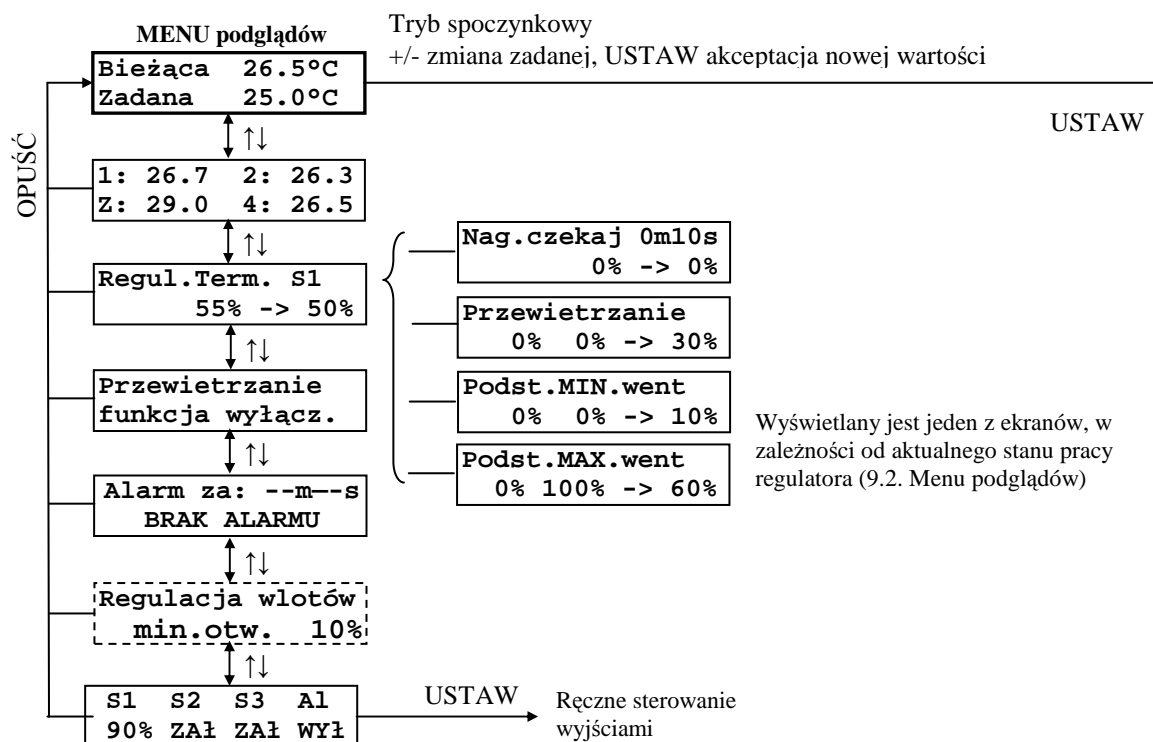 MENU podglądów
Tryb spoczynkowy
+/- zmiana zadanej, USTAW akceptacja nowej wartości
Bieżąca 26.5°C
Zadana 25.0°C
USTAW
OPUŚĆ
↑↓
1: 26.7 2: 26.3
Z: 29.0 4: 26.5
↑↓
Regul.Term. S1
55% -> 50%
↑↓
Przewietrzanie
funkcja wyłącz.
↑↓
Alarm za: --m--s
BRAK ALARMU
↑↓
Regulacja wlotów
min.otw. 10%
↑↓
S1 S2 S3 Al
90% ZAł ZAł WYł
USTAW
Ręczne sterowanie
wyjściami
Nag.czekaj 0m10s
0% -> 0%
Przewietrzanie
0% 0% -> 30%
Podst.MIN.went
0% 0% -> 10%
Podst.MAX.went
0% 100% -> 60%
Wyświetlany jest jeden z ekranów, w
zależności od aktualnego stanu pracy
regulatora (9.2. Menu podglądów)